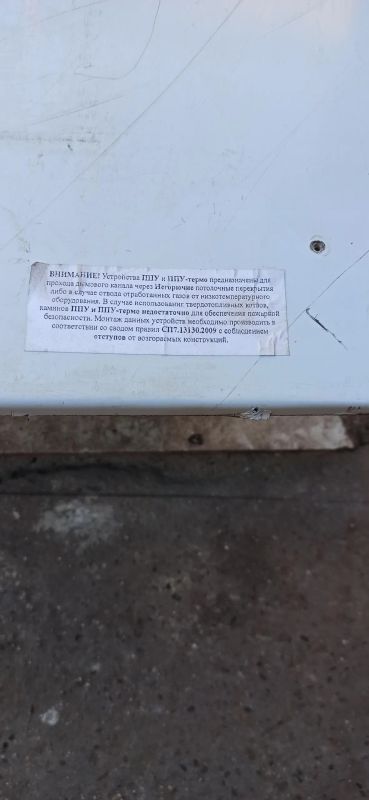 ВНИМАНИЕ! Устройства ППУ и ППУ-термо предназначены для
прохода дымового канала через Негорючие потолочные перекрытия
либо в случае отвода отработанных газов от низкотемпературного
оборудования. В случае использования твердотопливных котлов,
каминов ППУ и ППУ-термо недостаточно для обеспечения пожарной
безопасности. Монтаж данных устройств необходимо производить в
соответствии со сводом правил СП7.13130.2009 с соблюдением
отступов от возгораемых конструкций.